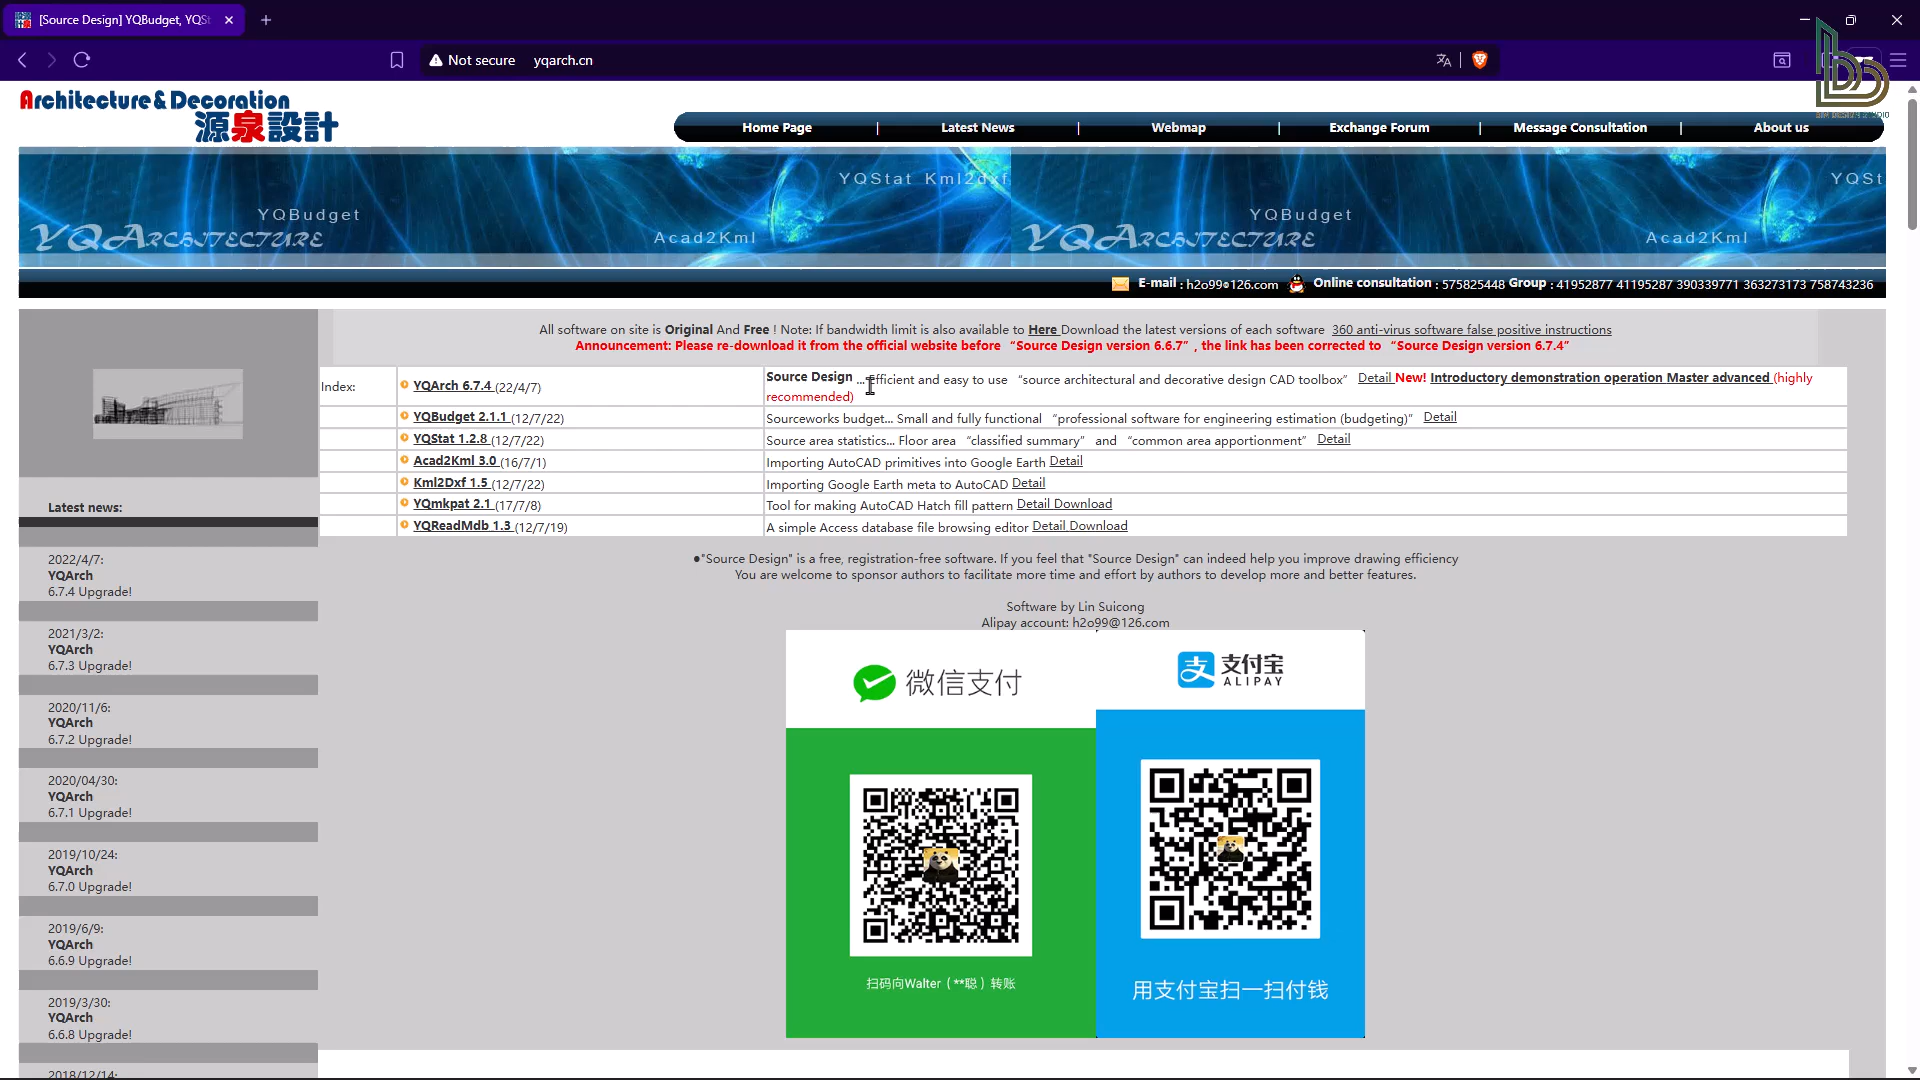 [Source Design] YQBudget, YQSt
Not secure yqarch.cn
Architecture & Decoration
源泉設計
Home Page | Latest News | Webmap | Exchange Forum | Message Consultation | About us
YQStat Kml2dxf YQSt
YQBudget YQBudget
YQArchitecture Acad2Kml YQArchitecture Acad2Kml
E-mail : h2o99@126.com Online consultation : 575825448 Group : 41952877 41195287 390339771 363273173 758743236
All software on site is Original And Free ! Note: If bandwidth limit is also available to Here Download the latest versions of each software 360 anti-virus software false positive instructions
Announcement: Please re-download it from the official website before “Source Design version 6.6.7” , the link has been corrected to “Source Design version 6.7.4”
Index: YQArch 6.7.4 (22/4/7) Source Design ... Efficient and easy to use “source architectural and decorative design CAD toolbox” Detail New! Introductory demonstration operation Master advanced (highly
recommended)
YQBudget 2.1.1 (12/7/22) Sourceworks budget... Small and fully functional “professional software for engineering estimation (budgeting)” Detail
YQStat 1.2.8 (12/7/22) Source area statistics... Floor area “classified summary” and “common area apportionment” Detail
Acad2Kml 3.0 (16/7/1) Importing AutoCAD primitives into Google Earth Detail
Kml2Dxf 1.5 (12/7/22) Importing Google Earth meta to AutoCAD Detail
YQmkpat 2.1 (17/7/8) Tool for making AutoCAD Hatch fill pattern Detail Download
YQReadMdb 1.3 (12/7/19) A simple Access database file browsing editor Detail Download
●"Source Design" is a free, registration-free software. If you feel that "Source Design" can indeed help you improve drawing efficiency
You are welcome to sponsor authors to facilitate more time and effort by authors to develop more and better features.
Software by Lin Suicong
Alipay account: h2o99@126.com
微信支付
支付宝
ALIPAY
扫码向Walter（**聪）转账
用支付宝扫一扫付钱
Latest news:
2022/4/7:
YQArch
6.7.4 Upgrade!
2021/3/2:
YQArch
6.7.3 Upgrade!
2020/11/6:
YQArch
6.7.2 Upgrade!
2020/04/30:
YQArch
6.7.1 Upgrade!
2019/10/24:
YQArch
6.7.0 Upgrade!
2019/6/9:
YQArch
6.6.9 Upgrade!
2019/3/30:
YQArch
6.6.8 Upgrade!
2018/12/14: